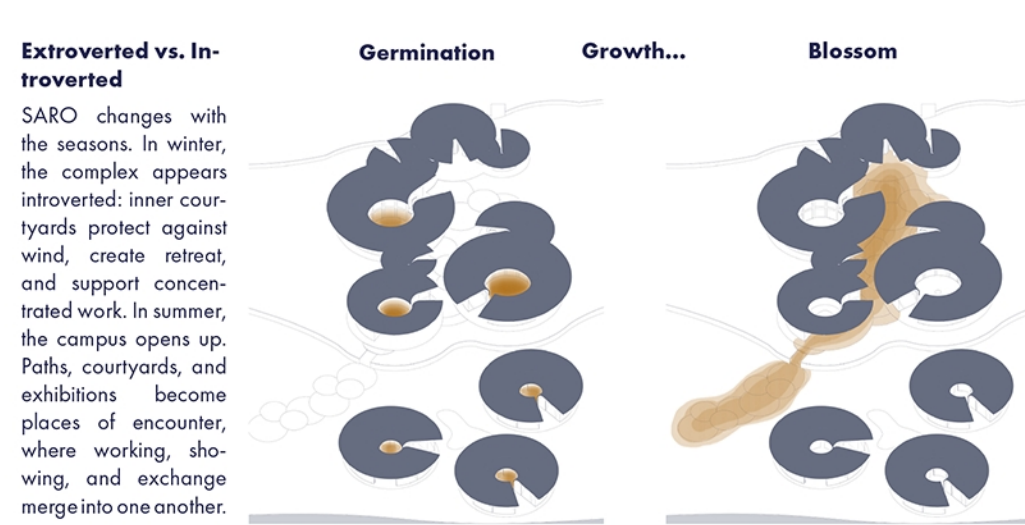 Extroverted vs. In-
troverted
SARO changes with
the seasons. In winter,
the complex appears
introverted: inner cour-
tyards protect against
wind, create retreat,
and support concen-
trated work. In summer,
the campus opens up.
Paths, courtyards, and
exhibitions become
places of encounter,
where working, sho-
wing, and exchange
merge into one another.
Germination
Growth...
Blossom